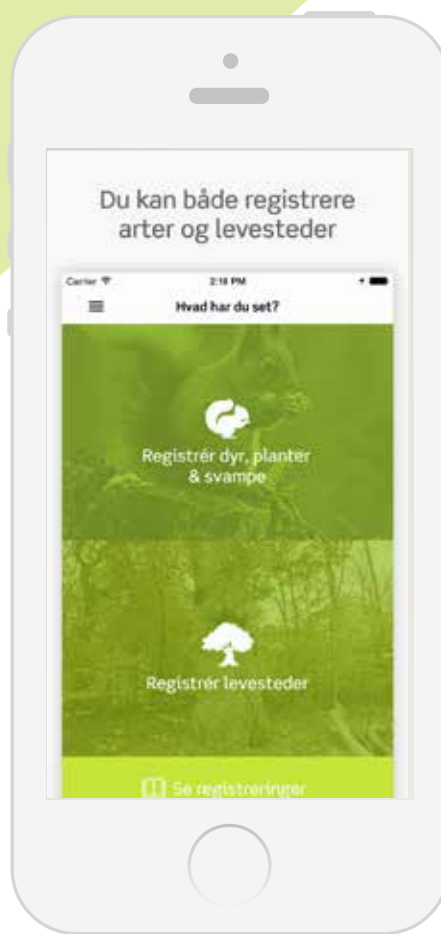 Du kan både registrere
arter og levesteder
Carrier 2:18 PM
Hvad har du set?
Registrér dyr, planter
& svampe
Registrér levesteder
Se registreringer